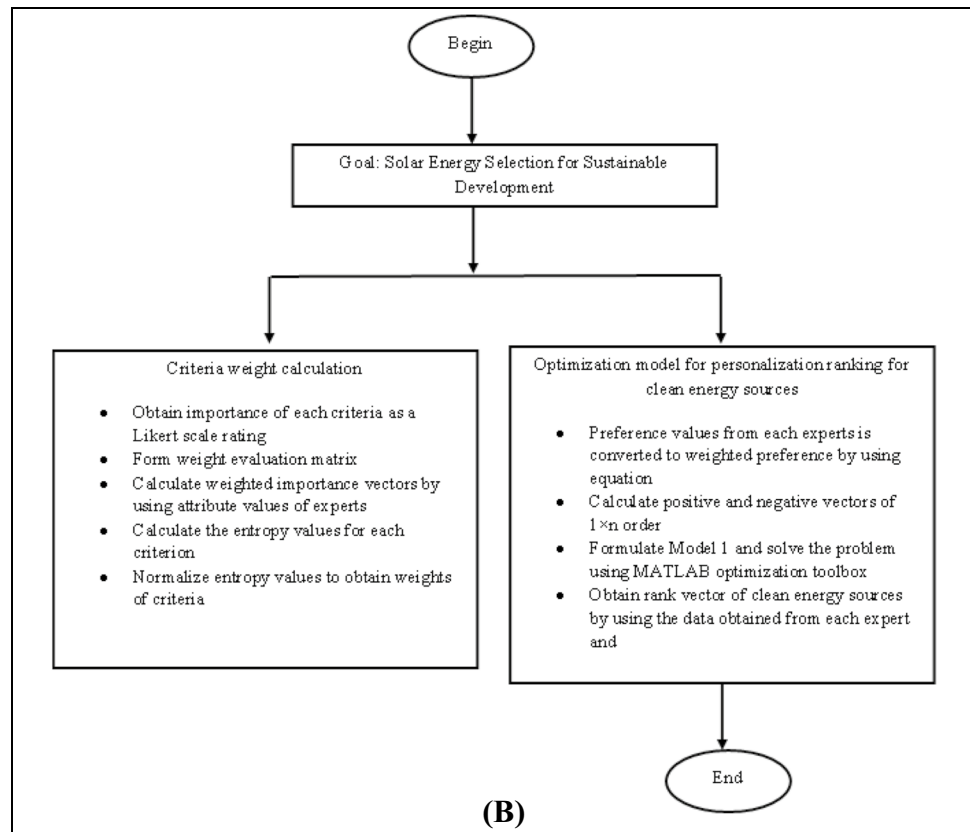 Begin
Goal: Solar Energy Selection for Sustainable
Development
Criteria weight calculation
● Obtain importance of each criteria as a
Likert scale rating
● Form weight evaluation matrix
● Calculate weighted importance vectors by
using attribute values of experts
● Calculate the entropy values for each
criterion
● Normalize entropy values to obtain weights
of criteria
Optimization model for personalization ranking for
clean energy sources
● Preference values from each experts is
converted to weighted preference by using
equation
● Calculate positive and negative vectors of
1×n order
● Formulate Model 1 and solve the problem
using MATLAB optimization toolbox
● Obtain rank vector of clean energy sources
by using the data obtained from each expert
and
End
(B)